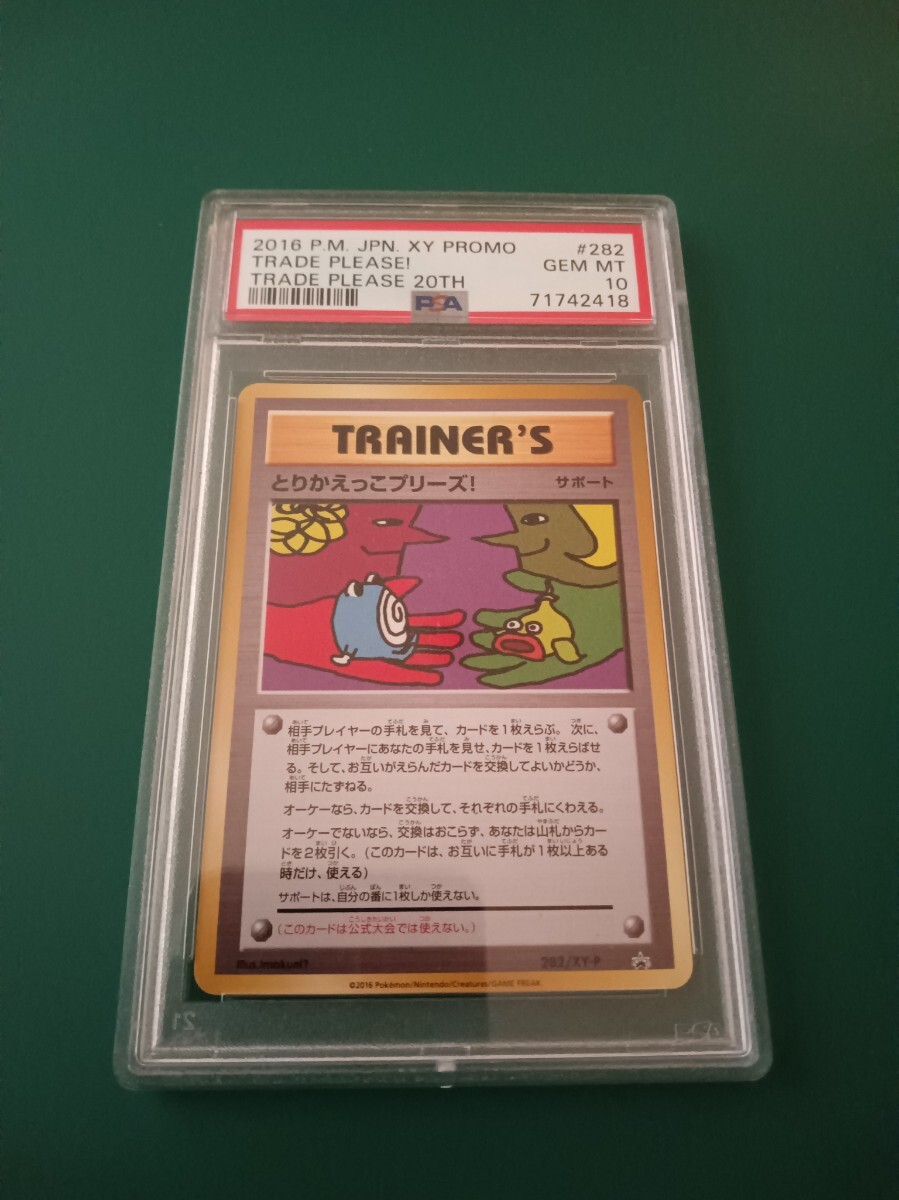 2016 P.M. JPN. XY PROMO #282
TRADE PLEASE! GEM MT
TRADE PLEASE 20TH 10
PSA 71742418
TRAINER'S
とりかえっこプリーズ! サポート
相手プレイヤーの手札を見て、カードを1枚えらぶ。次に、
相手プレイヤーにあなたの手札を見せ、カードを1枚えらばせ
る。そして、お互いがえらんだカードを交換してよいかどうか、
相手にたずねる。
オーケーなら、カードを交換して、それぞれの手札にくわえる。
オーケーでないなら、交換はおこらず、あなたは山札からカー
ドを2枚引く。(このカードは、お互いに手札が1枚以上ある
時だけ、使える)
サポートは、自分の番に1枚しか使えない。
(このカードは公式大会では使えない。)
illus.imakuni? 282/XY-P
©2016 Pokémon/Nintendo/Creatures/GAME FREAK.